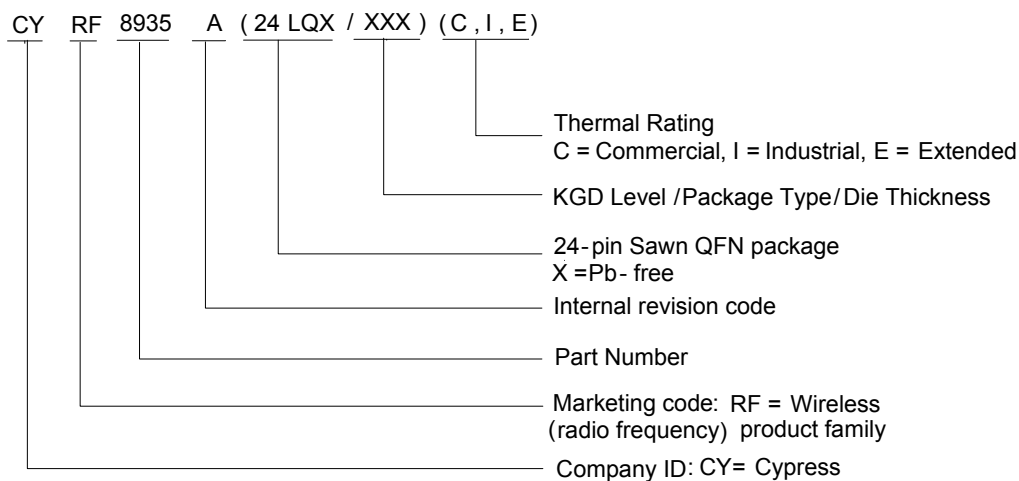 CY RF 8935 A (24 LQX / XXX) (C, I, E)
Thermal Rating
C = Commercial, I = Industrial, E = Extended
KGD Level /Package Type/Die Thickness
24-pin Sawn QFN package
X =Pb-free
Internal revision code
Part Number
Marketing code: RF = Wireless
(radio frequency) product family
Company ID: CY= Cypress